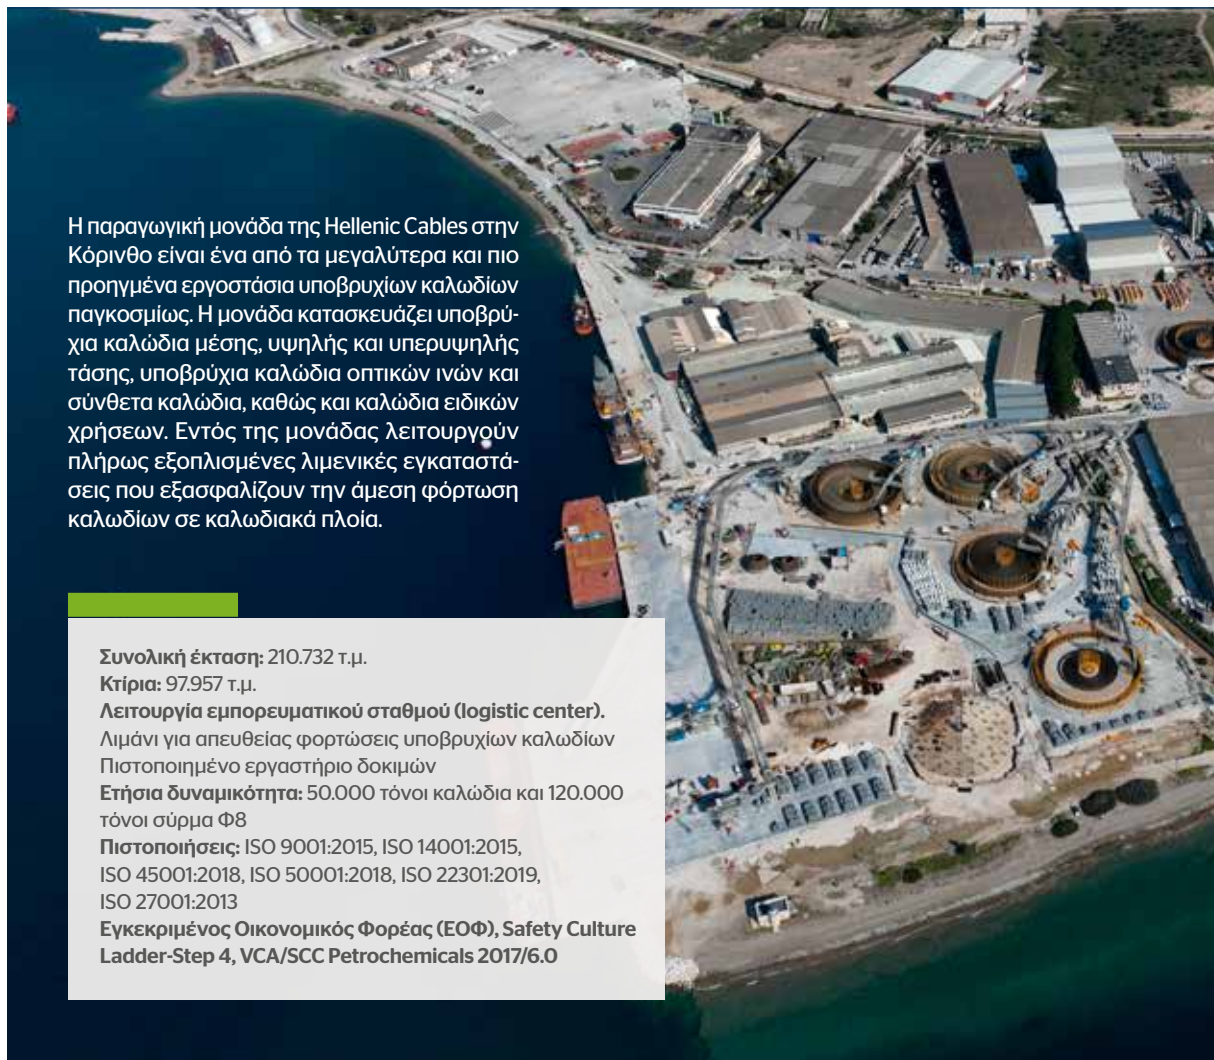 Η παραγωγική μονάδα της Hellenic Cables στην
Κόρινθο είναι ένα από τα μεγαλύτερα και πιο
προηγμένα εργοστάσια υποβρυχίων καλωδίων
παγκοσμίως. Η μονάδα κατασκευάζει υποβρύ-
χια καλώδια μέσης, υψηλής και υπερυψηλής
τάσης, υποβρύχια καλώδια οπτικών ινών και
σύνθετα καλώδια, καθώς και καλώδια ειδικών
χρήσεων. Εντός της μονάδας λειτουργούν
πλήρως εξοπλισμένες λιμενικές εγκαταστά-
σεις που εξασφαλίζουν την άμεση φόρτωση
καλωδίων σε καλωδιακά πλοία.
Συνολική έκταση: 210.732 τ.μ.
Κτίρια: 97.957 τ.μ.
Λειτουργία εμπορευματικού σταθμού (logistic center).
Λιμάνι για απευθείας φορτώσεις υποβρυχίων καλωδίων
Πιστοποιημένο εργαστήριο δοκιμών
Ετήσια δυναμικότητα: 50.000 τόνοι καλώδια και 120.000
τόνοι σύρμα Φ8
Πιστοποιήσεις: ISO 9001:2015, ISO 14001:2015,
ISO 45001:2018, ISO 50001:2018, ISO 22301:2019,
ISO 27001:2013
Εγκεκριμένος Οικονομικός Φορέας (ΕΟΦ), Safety Culture
Ladder-Step 4, VCA/SCC Petrochemicals 2017/6.0